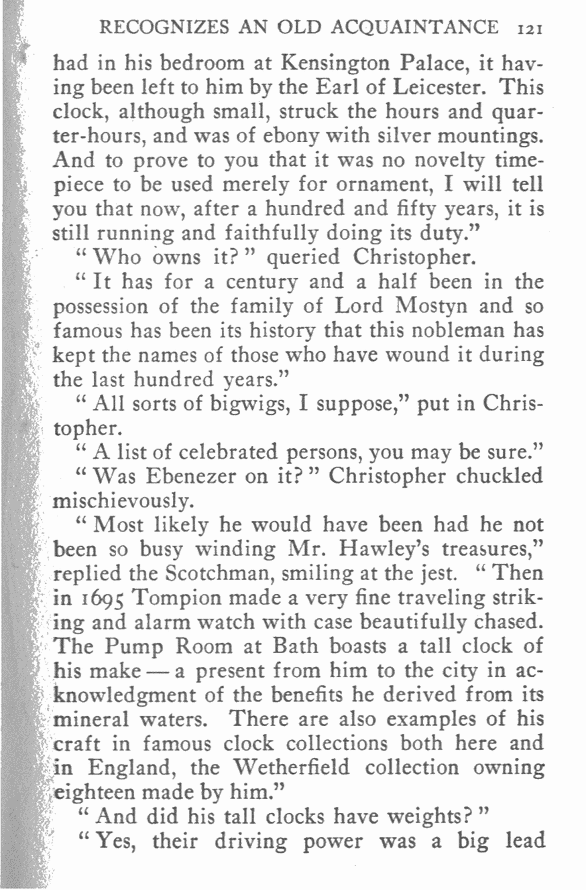 RECOGNIZES AN OLD ACQUAINTANCE 121
had in his bedroom at Kensington Palace, it hav-
ing been left to him by the Earl of Leicester. This
clock, although small, struck the hours and quar-
ter-hours, and was of ebony with silver mountings.
And to prove to you that it was no novelty time-
piece to be used merely for ornament, I will tell
you that now, after a hundred and fifty years, it is
still running and faithfully doing its duty.”
“ Who owns it? ” queried Christopher.
“ It has for a century and a half been in the
possession of the family of Lord Mostyn and so
famous has been its history that this nobleman has
kept the names of those who have wound it during
the last hundred years.”
“ All sorts of bigwigs, I suppose,” put in Chris-
topher.
“ A list of celebrated persons, you may be sure.”
“ Was Ebenezer on it? ” Christopher chuckled
mischievously.
“ Most likely he would have been had he not
been so busy winding Mr. Hawley’s treasures,”
replied the Scotchman, smiling at the jest. “ Then
in 1695 Tompion made a very fine traveling strik-
ing and alarm watch with case beautifully chased.
The Pump Room at Bath boasts a tall clock of
his make — a present from him to the city in ac-
knowledgment of the benefits he derived from its
mineral waters. There are also examples of his
craft in famous clock collections both here and
in England, the Wetherfield collection owning
eighteen made by him.”
“ And did his tall clocks have weights? ”
“ Yes, their driving power was a big lead